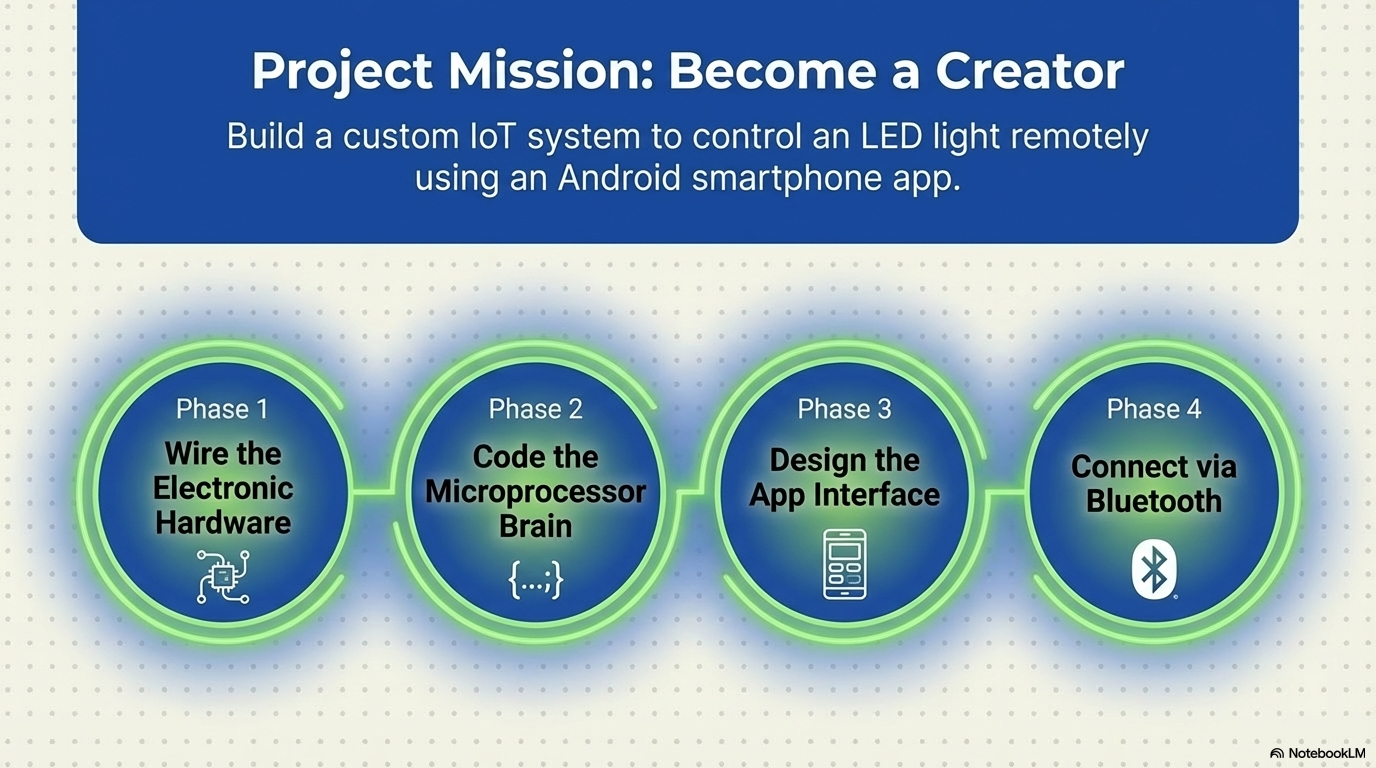 Project Mission: Become a Creator
Build a custom IoT system to control an LED light remotely
using an Android smartphone app.
Phase 1
Wire the
Electronic
Hardware
Phase 2
Code the
Microprocessor
Brain
{...;}
Phase 3
Design the
App Interface
Phase 4
Connect via
Bluetooth
NotebookLM